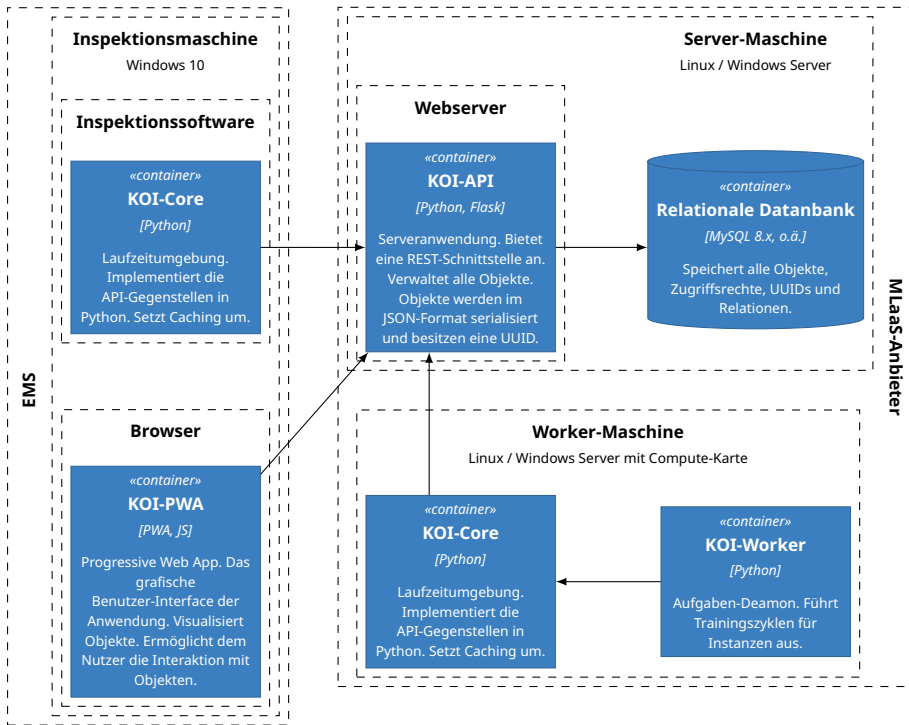 EMS
Inspektionsmaschine
Windows 10
Inspektionssoftware
«container»
KOI-Core
[Python]
Laufzeitumgebung.
Implementiert die
API-Gegenstellen in
Python. Setzt Caching um.
Browser
«container»
KOI-PWA
[PWA, JS]
Progressive Web App. Das
grafische
Benutzer-Interface der
Anwendung. Visualisiert
Objekte. Ermöglicht dem
Nutzer die Interaktion mit
Objekten.
MLaaS-Anbieter
Server-Maschine
Linux / Windows Server
Webserver
«container»
KOI-API
[Python, Flask]
Serveranwendung. Bietet
eine REST-Schnittstelle an.
Verwaltet alle Objekte.
Objekte werden im
JSON-Format serialisiert
und besitzen eine UUID.
«container»
Relationale Datanbank
[MySQL 8.x, o.ä.]
Speichert alle Objekte,
Zugriffsrechte, UUIDs und
Relationen.
Worker-Maschine
Linux / Windows Server mit Compute-Karte
«container»
KOI-Core
[Python]
Laufzeitumgebung.
Implementiert die
API-Gegenstellen in
Python. Setzt Caching um.
«container»
KOI-Worker
[Python]
Aufgaben-Deamon. Führt
Trainingszyklen für
Instanzen aus.